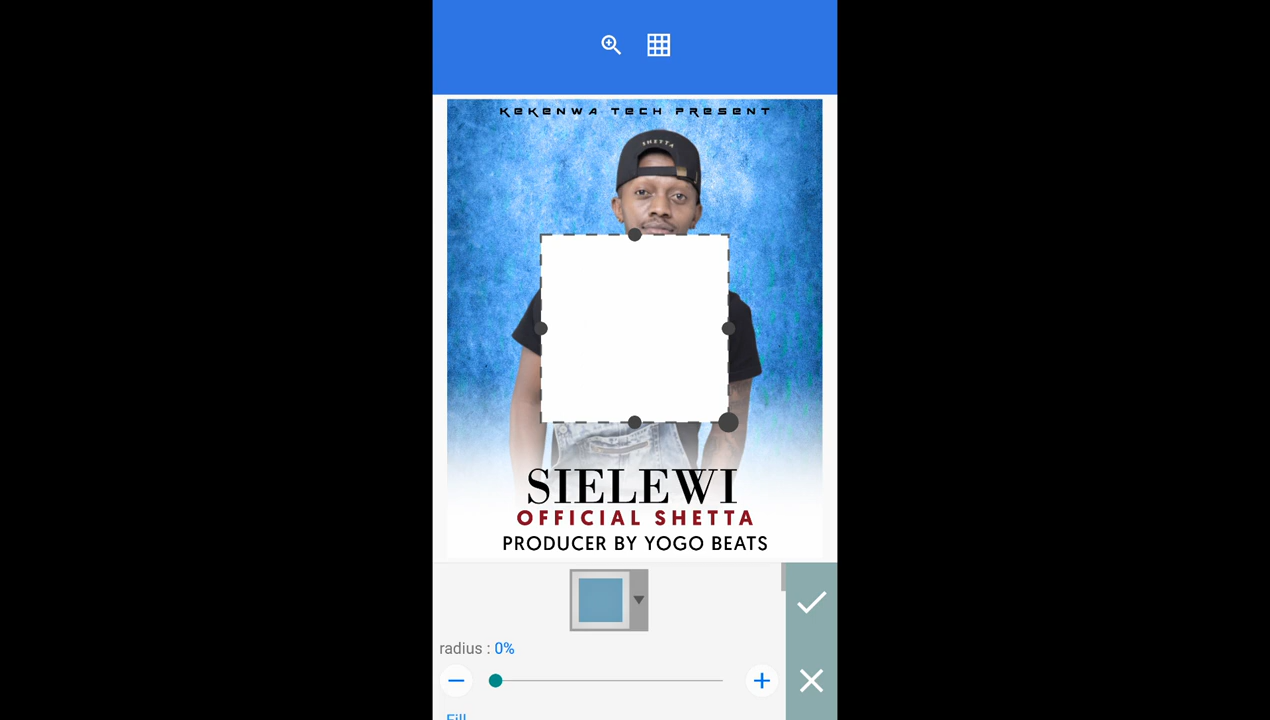 KEKENWA TECH PRESENT
SHETTA
SIELEWI
OFFICIAL SHETTA
PRODUCER BY YOGO BEATS
radius : 0%
Fill